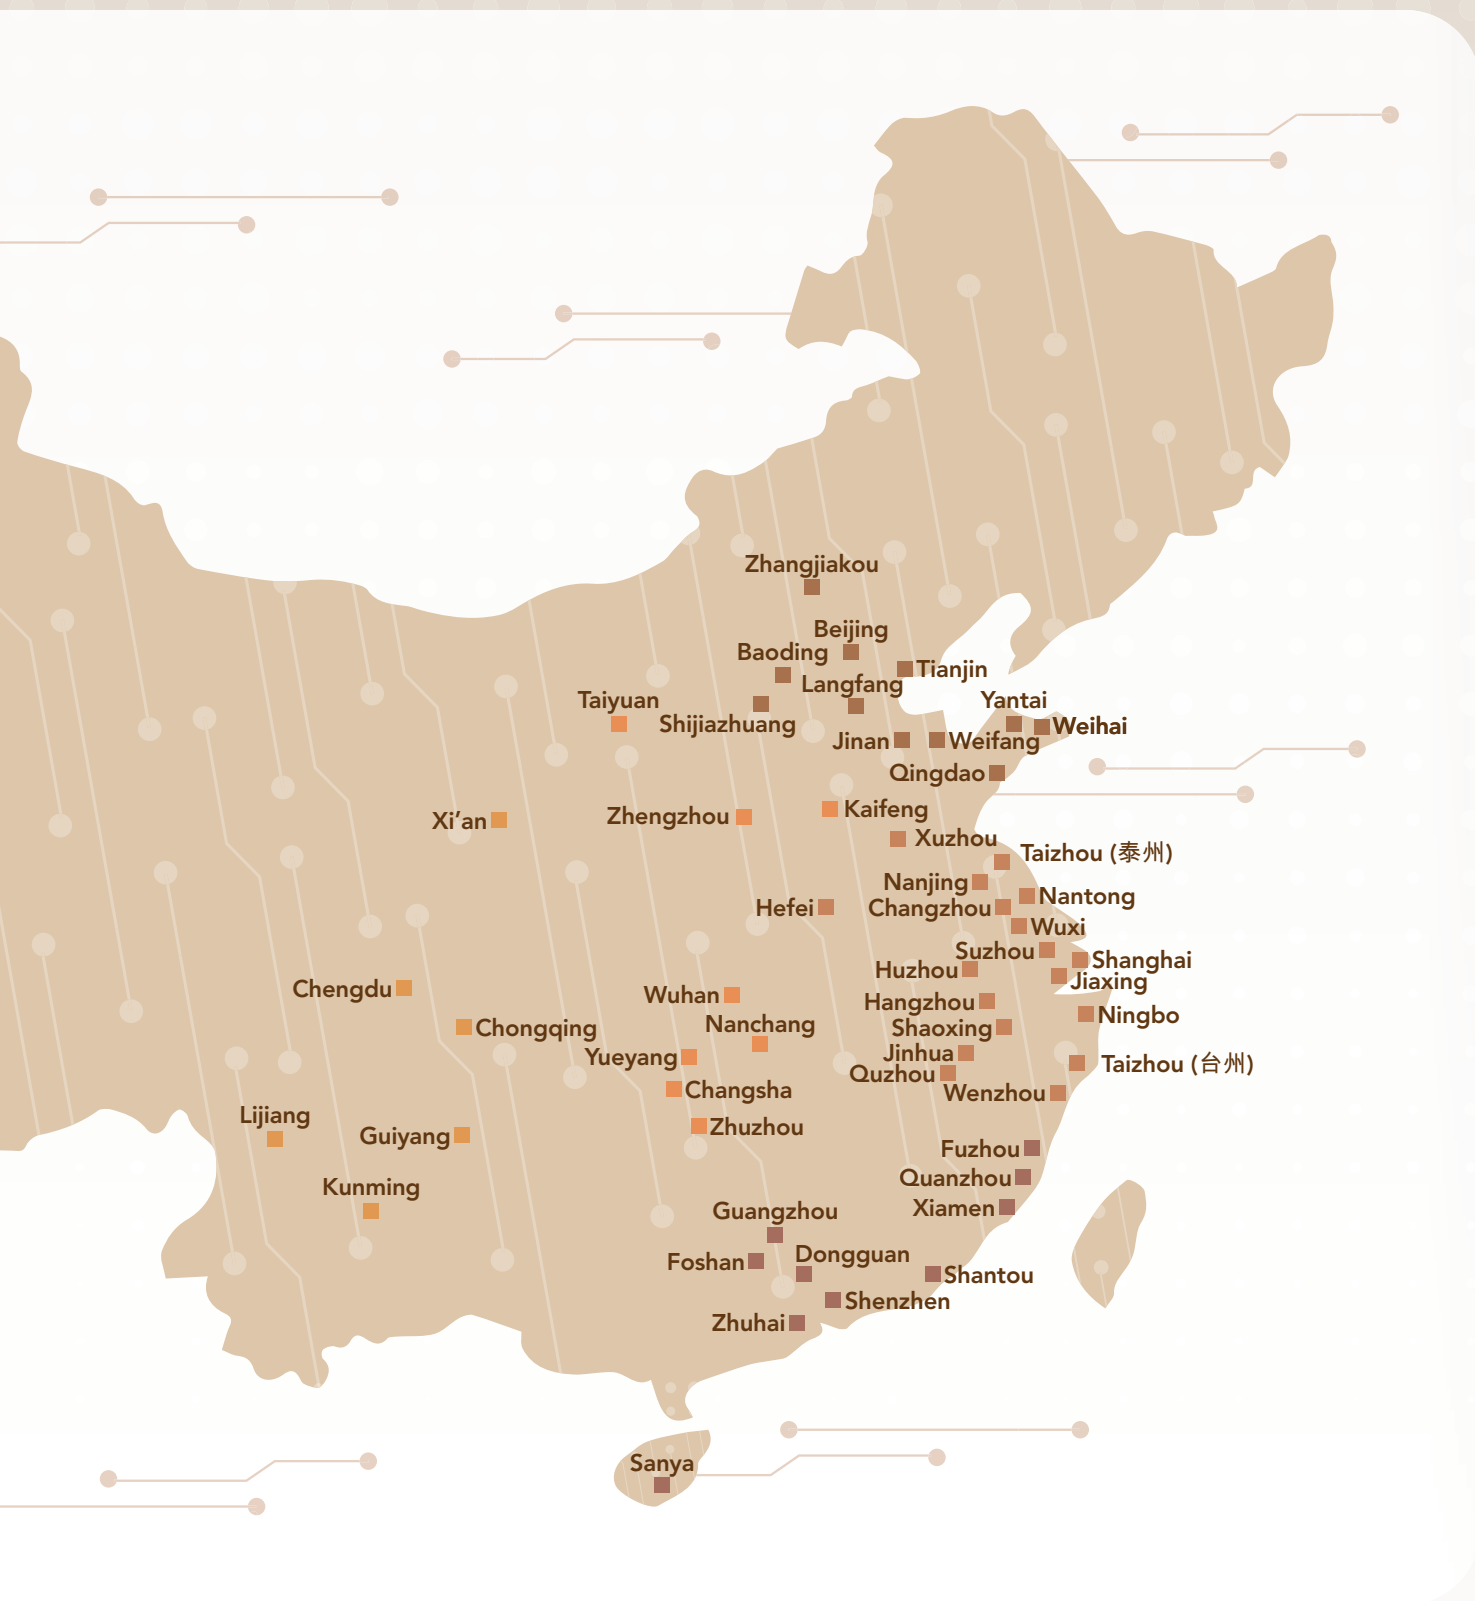 Zhangjiakou
Beijing
Baoding
Tianjin
Langfang
Taiyuan
Yantai
Shijiazhuang
Weihai
Jinan
Weifang
Qingdao
Kaifeng
Zhengzhou
Xi’an
Xuzhou
Taizhou (泰州)
Nanjing
Nantong
Hefei
Changzhou
Wuxi
Suzhou
Shanghai
Huzhou
Jiaxing
Chengdu
Wuhan
Hangzhou
Ningbo
Nanchang
Chongqing
Shaoxing
Jinhua
Yueyang
Taizhou (台州)
Quzhou
Changsha
Wenzhou
Lijiang
Zhuzhou
Guiyang
Fuzhou
Quanzhou
Kunming
Xiamen
Guangzhou
Dongguan
Foshan
Shantou
Shenzhen
Zhuhai
Sanya